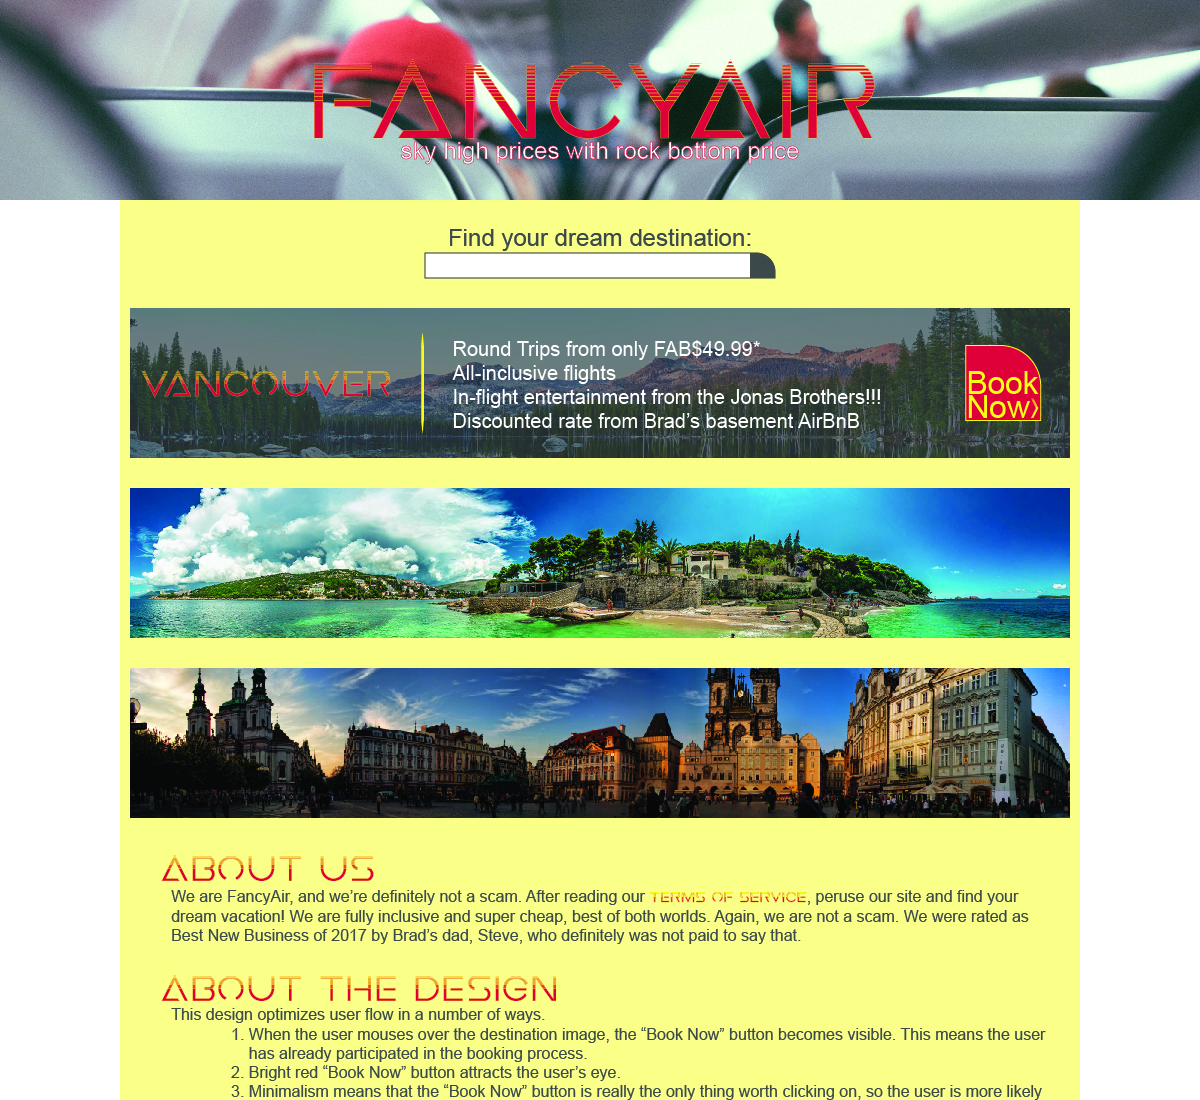 FANCYAIR
sky high prices with rock bottom price
Find your dream destination:
VANCOUVER
Round Trips from only FAB$49.99*
All-inclusive flights
In-flight entertainment from the Jonas Brothers!!!
Discounted rate from Brad’s basement AirBnB
Book
Now〉
ABOUT US
We are FancyAir, and we’re definitely not a scam. After reading our TERMS OF SERVICE, peruse our site and find your
dream vacation! We are fully inclusive and super cheap, best of both worlds. Again, we are not a scam. We were rated as
Best New Business of 2017 by Brad’s dad, Steve, who definitely was not paid to say that.
ABOUT THE DESIGN
This design optimizes user flow in a number of ways.
1. When the user mouses over the destination image, the “Book Now” button becomes visible. This means the user
has already participated in the booking process.
2. Bright red “Book Now” button attracts the user’s eye.
3. Minimalism means that the “Book Now” button is really the only thing worth clicking on, so the user is more likely